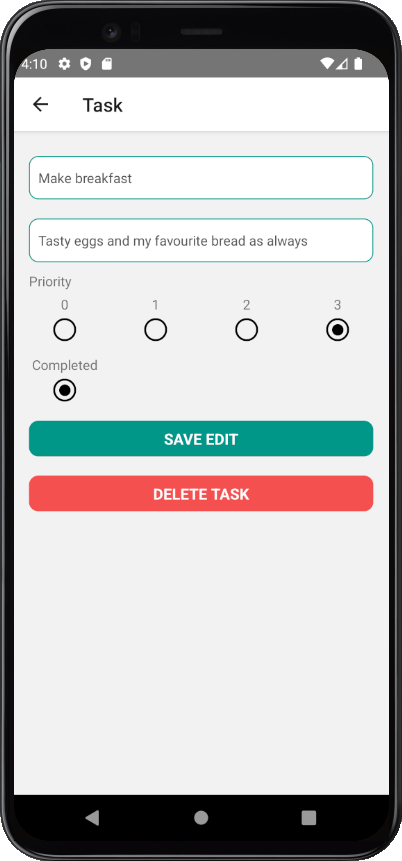 4:10
Task
Make breakfast
Tasty eggs and my favourite bread as always
Priority
0 1 2 3
Completed
SAVE EDIT
DELETE TASK